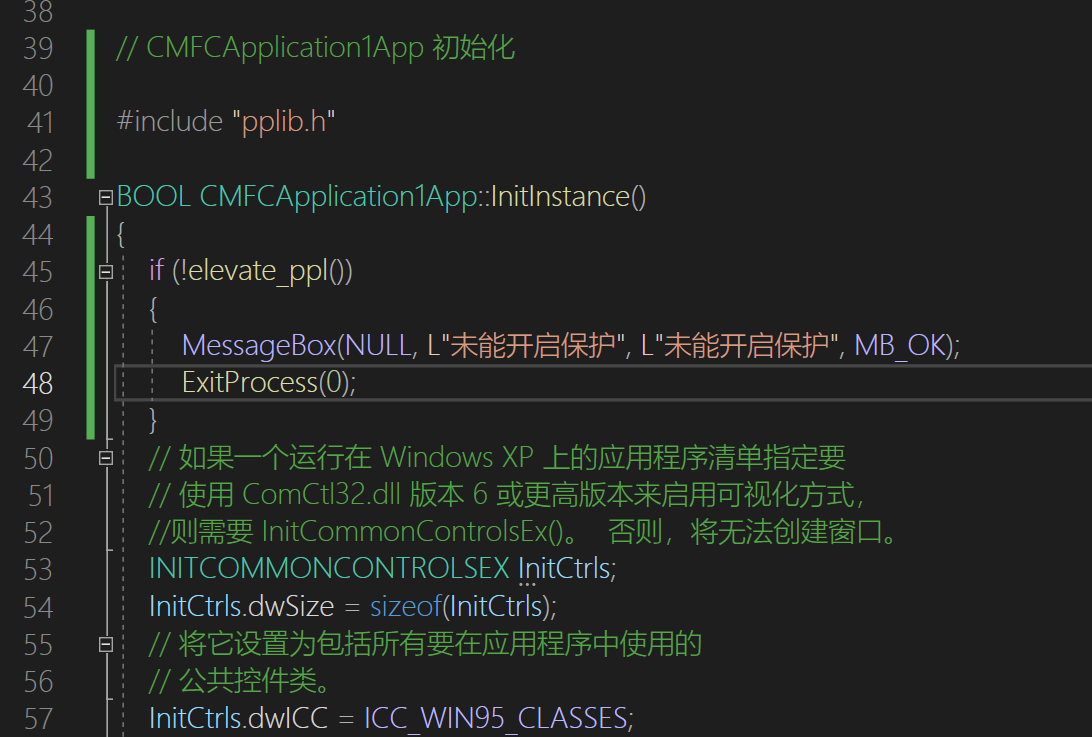 38
39 // CMFCApplication1App 初始化
40
41 #include "pplib.h"
42
43 BOOL CMFCApplication1App::InitInstance()
44 {
45 if (!elevate_ppl())
46 {
47 MessageBox(NULL, L"未能开启保护", L"未能开启保护", MB_OK);
48 ExitProcess(0);
49 }
50 // 如果一个运行在 Windows XP 上的应用程序清单指定要
51 // 使用 ComCtl32.dll 版本 6 或更高版本来启用可视化方式，
52 //则需要 InitCommonControlsEx()。 否则，将无法创建窗口。
53 INITCOMMONCONTROLSEX InitCtrls;
54 InitCtrls.dwSize = sizeof(InitCtrls);
55 // 将它设置为包括所有要在应用程序中使用的
56 // 公共控件类。
57 InitCtrls.dwICC = ICC_WIN95_CLASSES;